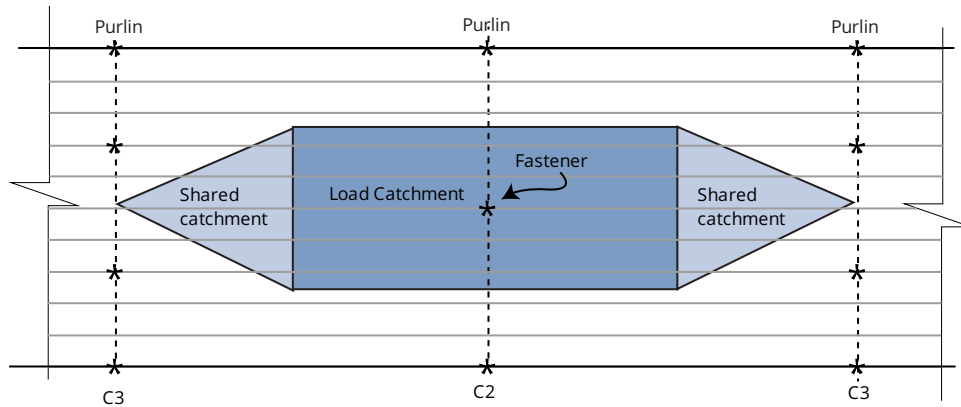 Purlin
Purlin
Purlin
Fastener
Load Catchment
Shared
catchment
Shared
catchment
C3
C2
C3